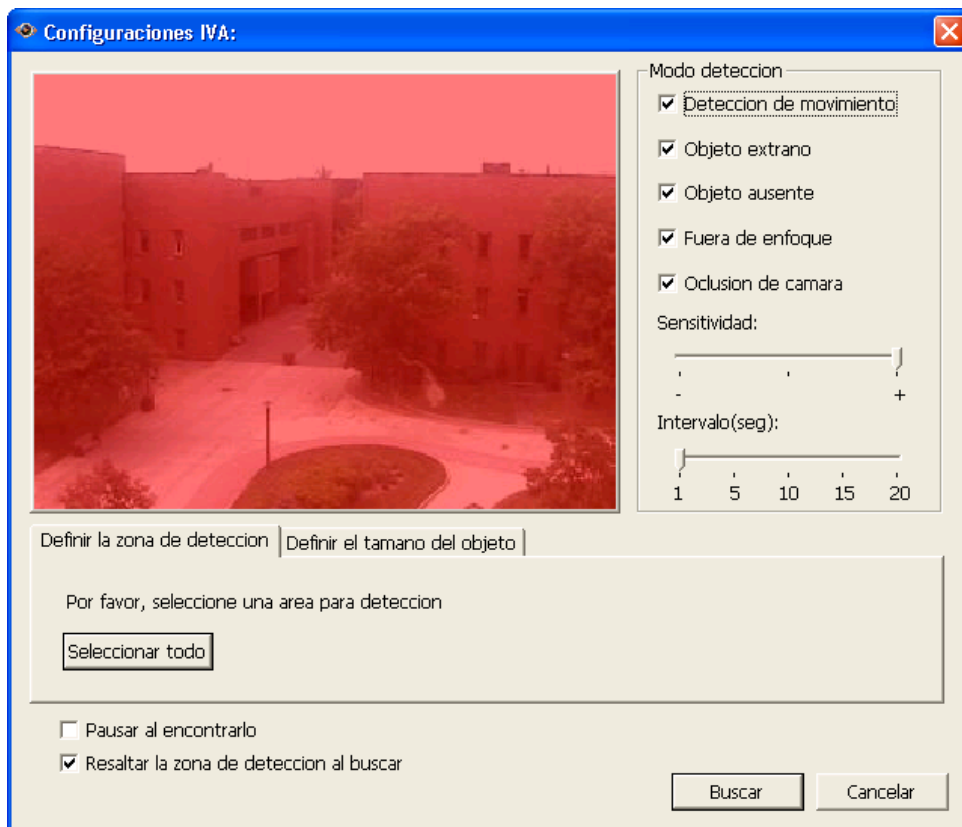 Configuraciones IVA:
Modo deteccion
Deteccion de movimiento
Objeto extrano
Objeto ausente
Fuera de enfoque
Oclusion de camara
Sensitividad:
- +
Intervalo(seg):
1 5 10 15 20
Definir la zona de deteccion Definir el tamano del objeto
Por favor, seleccione una area para deteccion
Seleccionar todo
Pausar al encontrarlo
Resaltar la zona de deteccion al buscar
Buscar Cancelar